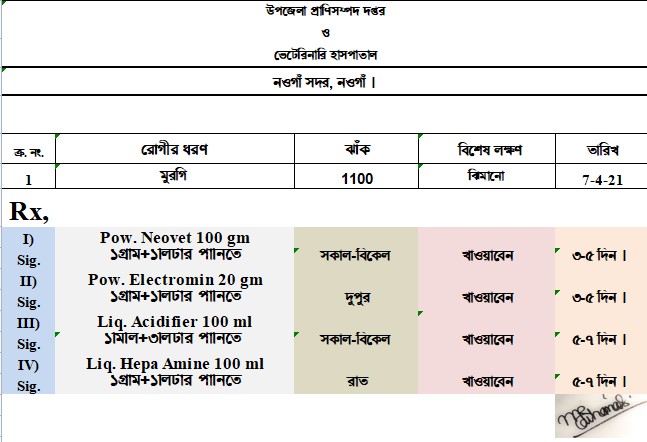 উপজেলা প্রাণিসম্পদ দপ্তর
ও
ভেটেরিনারি হাসপাতাল
নওগাঁ সদর, নওগাঁ ।
ক্র. নং. রোগীর ধরণ ঝাঁক বিশেষ লক্ষণ তারিখ
1 মুরগি 1100 ঝিমানো 7-4-21
Rx,
I) Pow. Neovet 100 gm
Sig. ১গ্রাম+১লিটার পানিতে সকাল-বিকেল খাওয়াবেন ৩-৫ দিন ।
II) Pow. Electromin 20 gm
Sig. ১গ্রাম+১লিটার পানিতে দুপুর খাওয়াবেন ৩-৫ দিন ।
III) Liq. Acidifier 100 ml
Sig. ১মিলি+৩লিটার পানিতে সকাল-বিকেল খাওয়াবেন ৫-৭ দিন ।
IV) Liq. Hepa Amine 100 ml
Sig. ১গ্রাম+১লিটার পানিতে রাত খাওয়াবেন ৫-৭ দিন ।